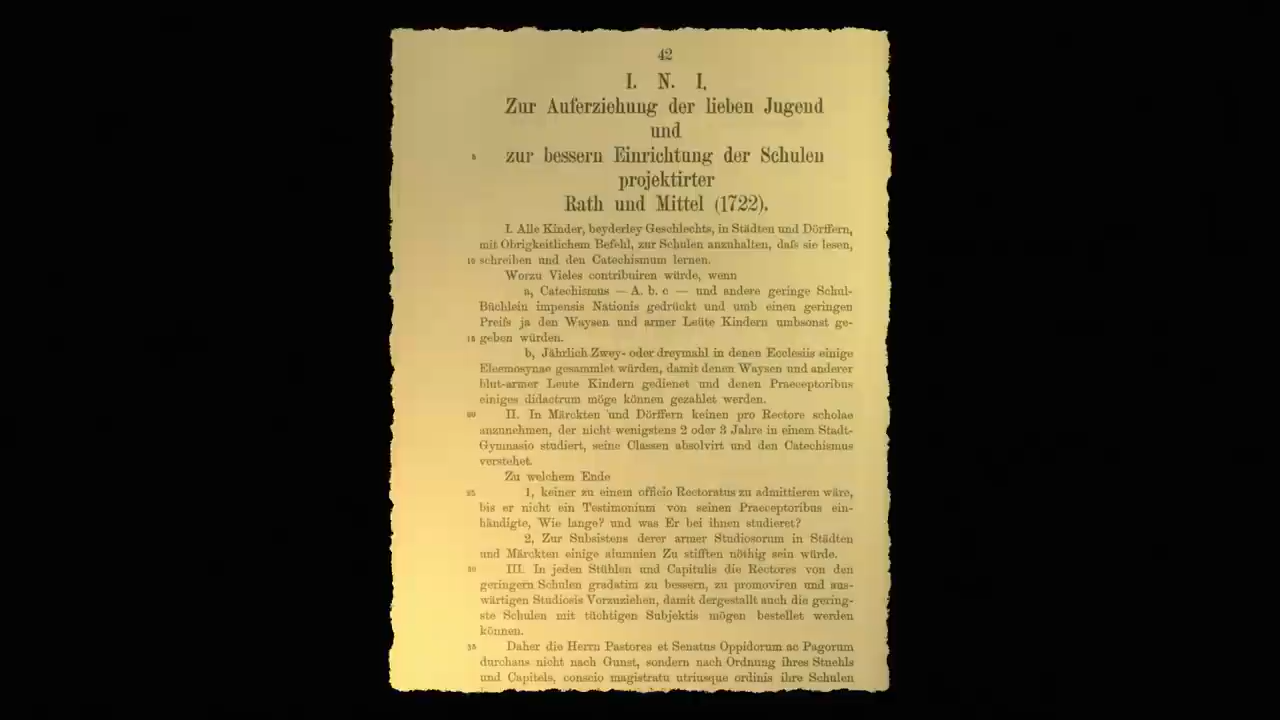 42
I. N. I.
Zur Auferziehung der lieben Jugend
und
5 zur bessern Einrichtung der Schulen
projektirter
Rath und Mittel (1722).
I. Alle Kinder, beyderley Geschlechts, in Städten und Dörffern,
mit Obrigkeitlichem Befehl, zur Schulen anzuhalten, daſs sie lesen,
10 schreiben und den Catechismum lernen.
Worzu Vieles contribuiren würde, wenn
a, Catechismus — A. b. c — und andere geringe Schul-
Büchlein impensis Nationis gedrückt und umb einen geringen
Preiſs ja den Waysen und armer Leüte Kindern umbsonst ge-
15 geben würden.
b, Jährlich Zwey- oder dreymahl in denen Ecclesiis einige
Eleemosynae gesammlet würden, damit denen Waysen und anderer
blut-armer Leute Kindern gedienet und denen Praeceptoribus
einiges didactrum möge können gezahlet werden.
20 II. In Märckten und Dörffern keinen pro Rectore scholae
anzunehmen, der nicht wenigstens 2 oder 3 Jahre in einem Stadt-
Gymnasio studiert, seine Classen absolvirt und den Catechismus
verstehet.
Zu welchem Ende
25 1, keiner zu einem officio Rectoratus zu admittieren wäre,
bis er nicht ein Testimonium von seinen Praeceptoribus ein-
händigte, Wie lange? und was Er bei ihnen studieret?
2, Zur Subsistens derer armer Studiosorum in Städten
und Märckten einige alumnien Zu stifften nöthig sein würde.
30 III. In jeden Stühlen und Capitulis die Rectores von den
geringern Schulen gradatim zu bessern, zu promoviren und aus-
wärtigen Studiosis Vorzuziehen, damit dergestallt auch die gering-
ste Schulen mit tüchtigen Subjektis mögen bestellet werden
können.
35 Daher die Herrn Pastores et Senatus Oppidorum ac Pagorum
durchaus nicht nach Gunst, sondern nach Ordnung ihres Stuehls
und Capitels, conscio magistratu utriusque ordinis ihre Schulen